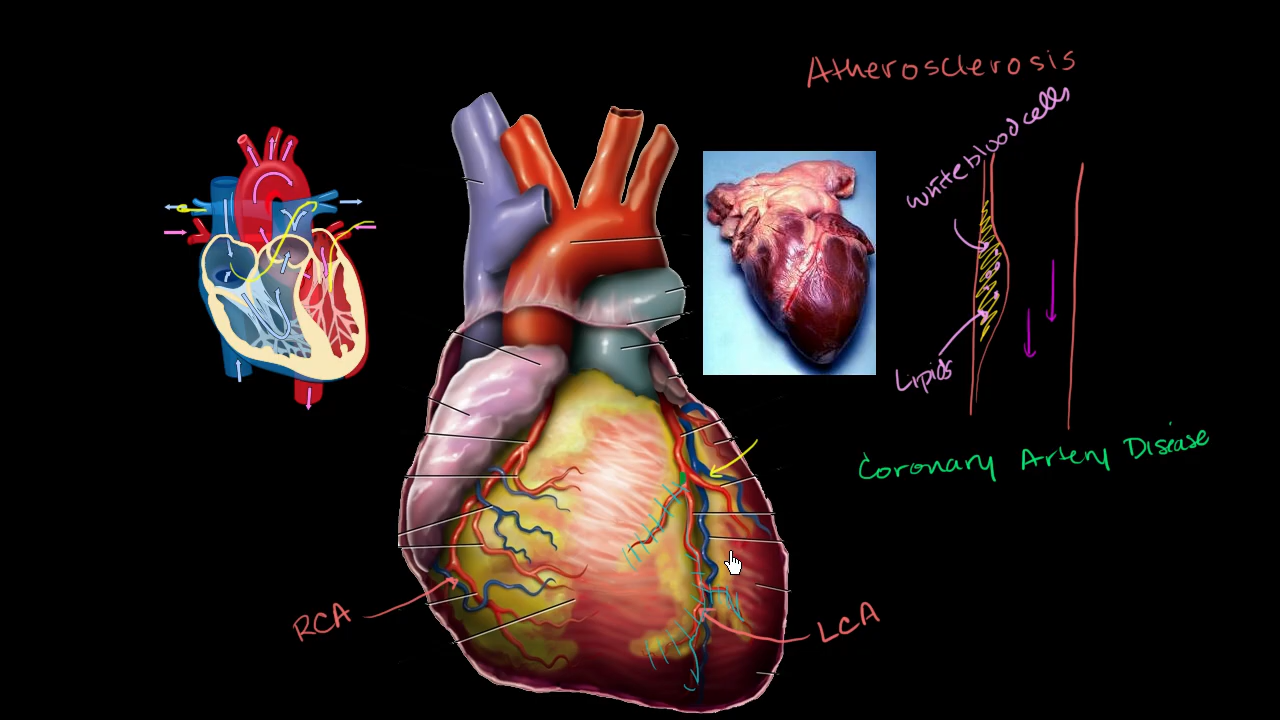 Atherosclerosis
White blood cells
Lipids
Coronary Artery Disease
RCA
LCA